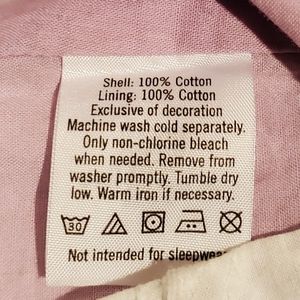 Shell: 100% Cotton
Lining: 100% Cotton
Exclusive of decoration
Machine wash cold separately.
Only non-chlorine bleach
when needed. Remove from
washer promptly. Tumble dry
low. Warm iron if necessary.
30
Not intended for sleepwear